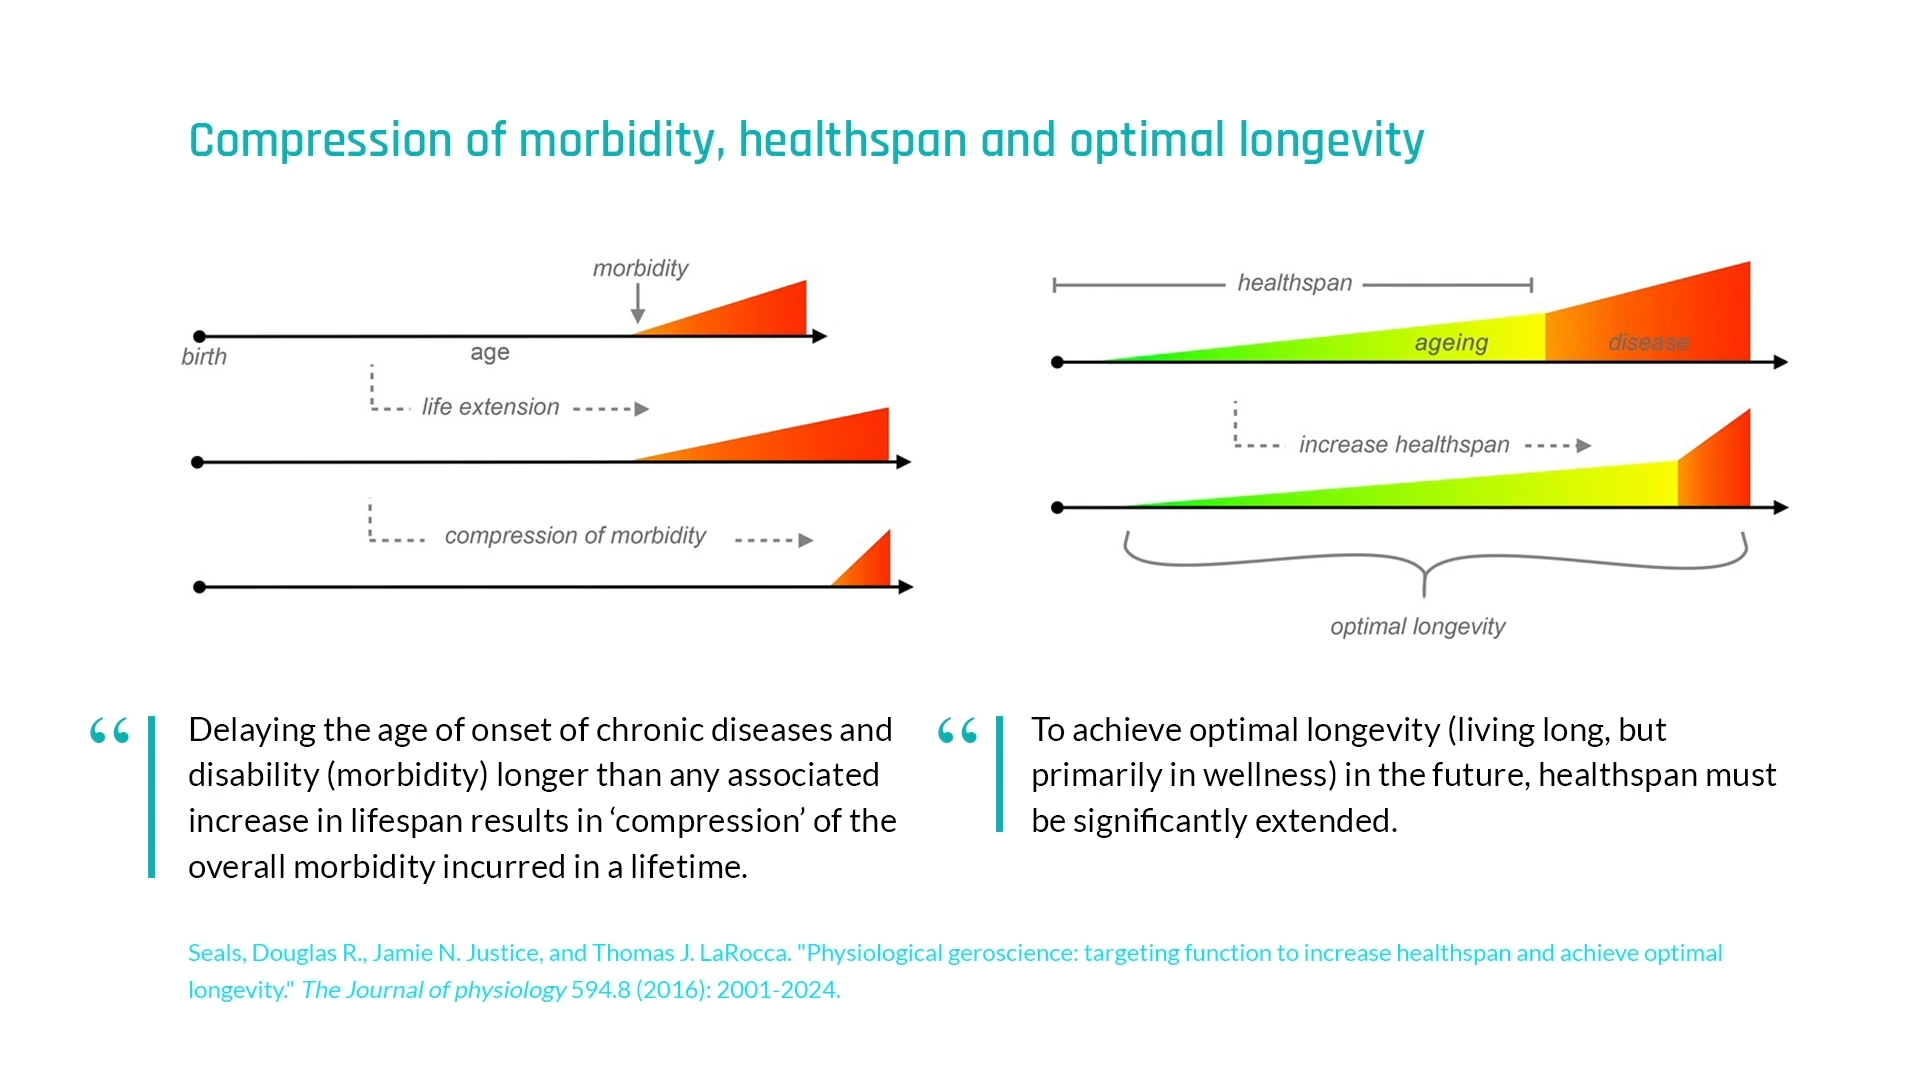 Compression of morbidity, healthspan and optimal longevity
morbidity
birth
age
life extension
compression of morbidity
healthspan
ageing
disease
increase healthspan
optimal longevity
“ Delaying the age of onset of chronic diseases and
disability (morbidity) longer than any associated
increase in lifespan results in ‘compression’ of the
overall morbidity incurred in a lifetime.
“ To achieve optimal longevity (living long, but
primarily in wellness) in the future, healthspan must
be significantly extended.
Seals, Douglas R., Jamie N. Justice, and Thomas J. LaRocca. "Physiological geroscience: targeting function to increase healthspan and achieve optimal
longevity." The Journal of physiology 594.8 (2016): 2001-2024.